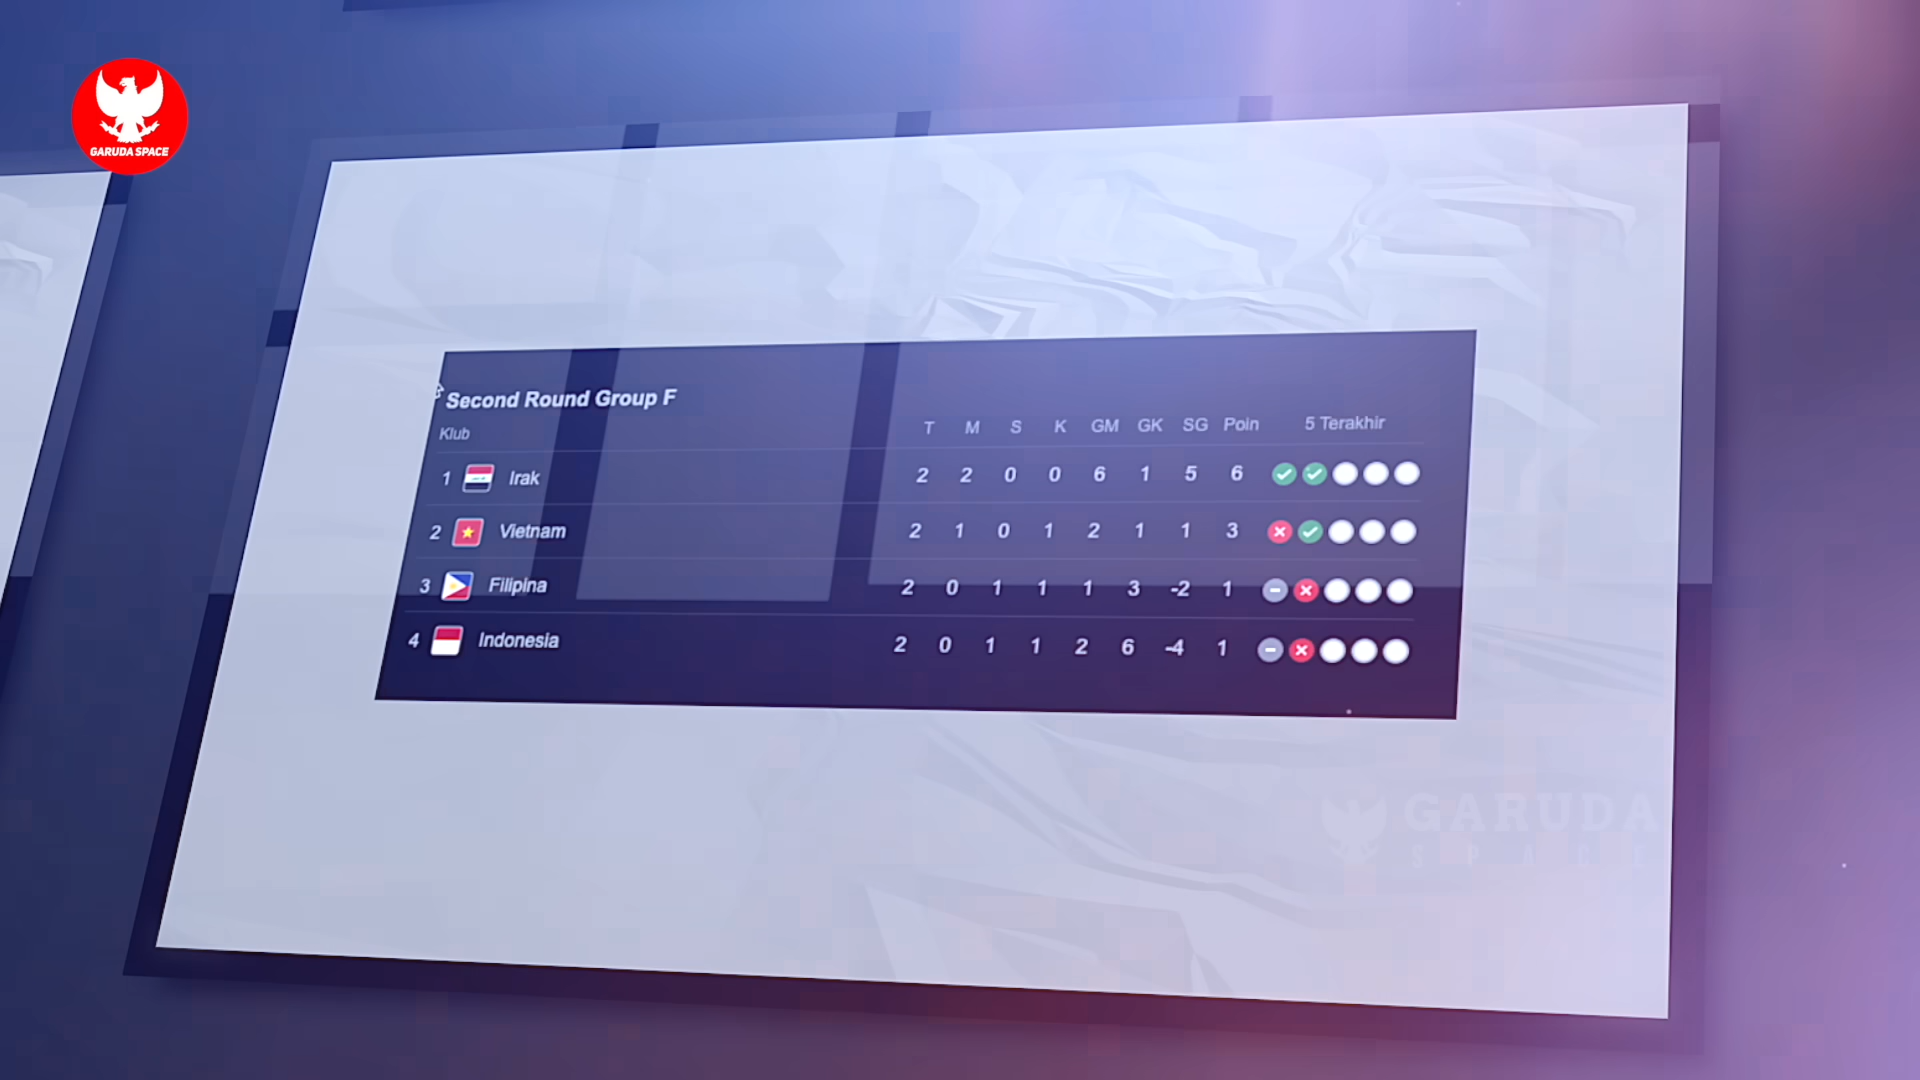 GARUDA SPACE
Second Round Group F
Klub T M S K GM GK SG Poin 5 Terakhir
1 Irak 2 2 0 0 6 1 5 6
2 Vietnam 2 1 0 1 2 1 1 3
3 Filipina 2 0 1 1 1 3 -2 1
4 Indonesia 2 0 1 1 2 6 -4 1
GARUDA
SPACE